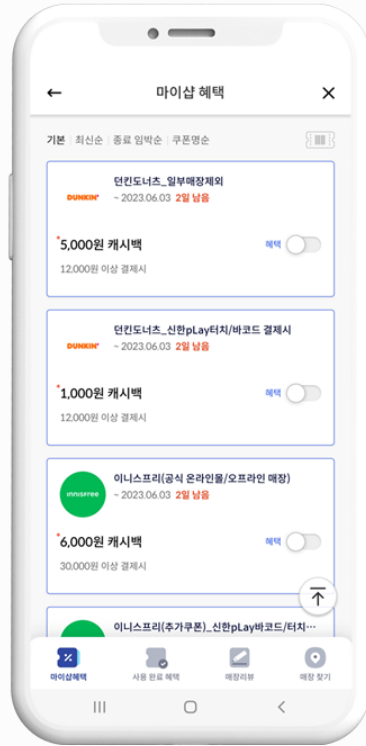 마이샵 혜택
기본 최신순 종료 임박순 쿠폰명순
던킨도너츠_일부매장제외
DUNKIN'
~ 2023.06.03 2일 남음
*5,000원 캐시백 혜택
12,000원 이상 결제시
던킨도너츠_신한pLay터치/바코드 결제시
DUNKIN'
~ 2023.06.03 2일 남음
*1,000원 캐시백 혜택
12,000원 이상 결제시
이니스프리(공식 온라인몰/오프라인 매장)
innisfree
~ 2023.06.03 2일 남음
*6,000원 캐시백 혜택
30,000원 이상 결제시
이니스프리(추가쿠폰)_신한pLay바코드/터치…
마이샵혜택 사용 완료 혜택 매장리뷰 매장 찾기